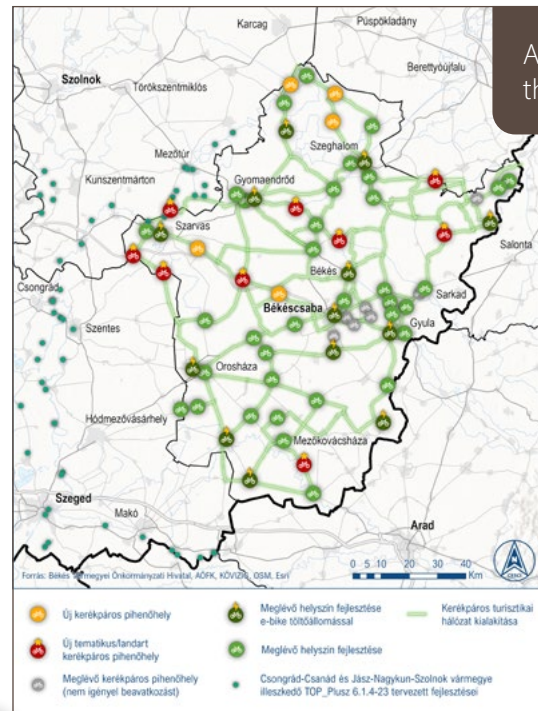 Karcag
Püspökladány
A
th
Berettyóújfalu
Szolnok
Törökszentmiklós
Mezőtúr
Szeghalom
Kunszentmárton
Gyomaendrőd
Szarvas
Salonta
Békés
Csongrád
Sarkad
Békéscsaba
Szentes
Gyula
Orosháza
Hódmezővásárhely
Mezőkovácsháza
Szeged
Makó
Arad
Forrás: Békés Vármegyei Önkormányzati Hivatal, AÖFK, KÖVIZIG, OSM, Esri
0 5 10 20 30 40
Km
Új kerékpáros pihenőhely
Új tematikus/landart
kerékpáros pihenőhely
Meglévő kerékpáros pihenőhely
(nem igényel beavatkozást)
Meglévő helyszín fejlesztése
e-bike töltőállomással
Meglévő helyszín fejlesztése
Csongrád-Csanád és Jász-Nagykun-Szolnok vármegye
illeszkedő TOP_Plusz 6.1.4-23 tervezett fejlesztései
Kerékpáros turisztikai
hálózat kialakítása